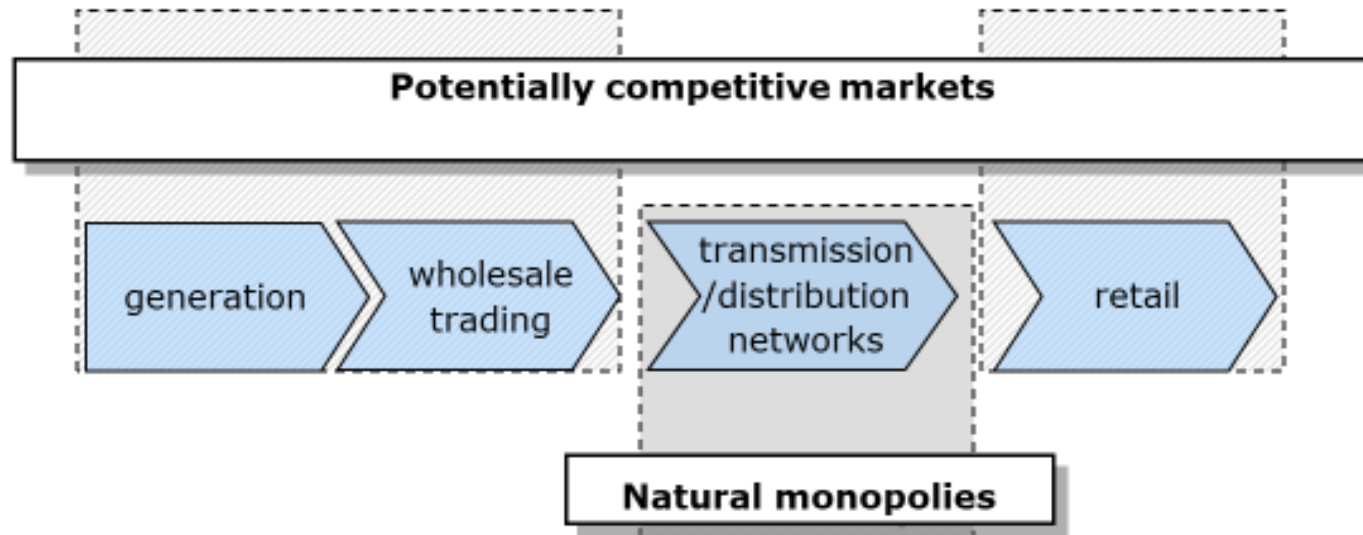 Potentially competitive markets
generation
wholesale
trading
transmission
/distribution
networks
retail
Natural monopolies